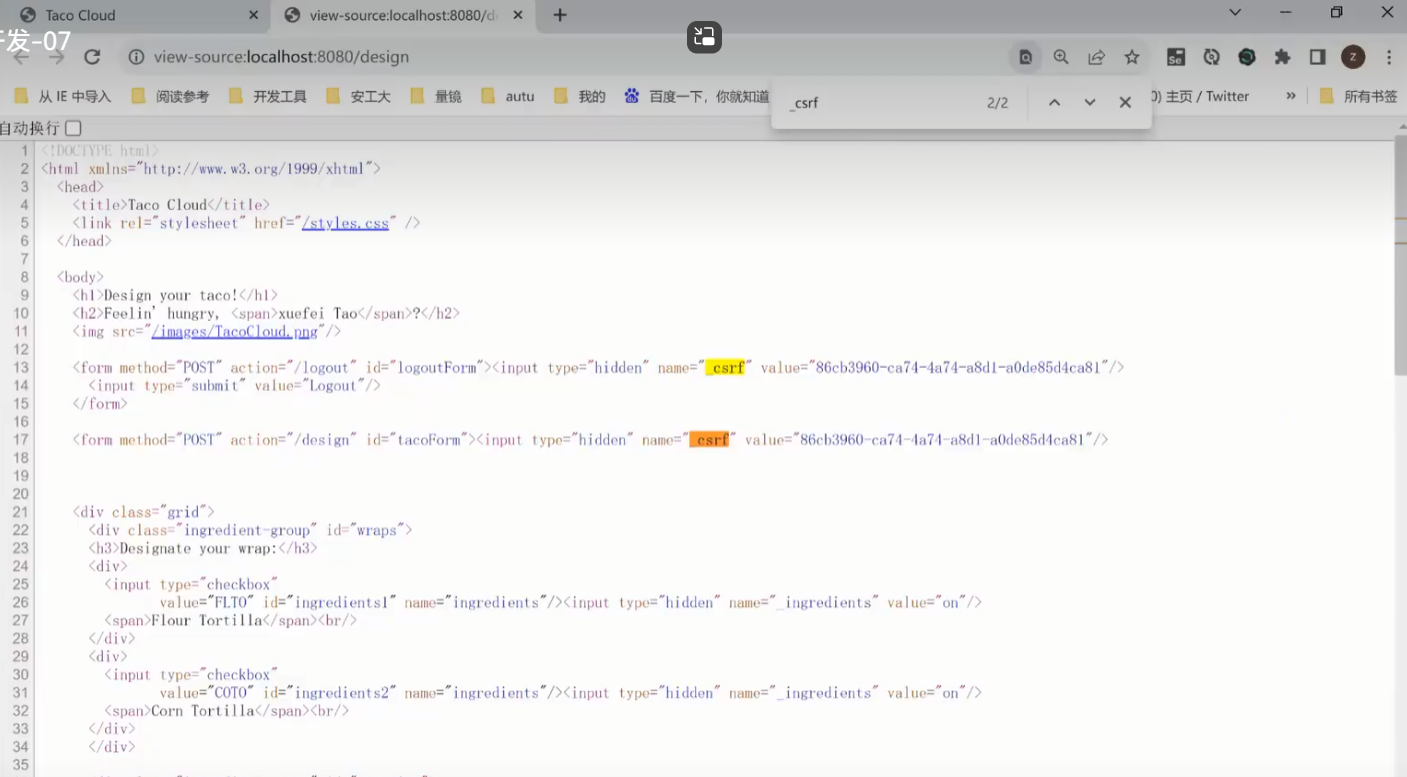 Taco Cloud
view-source:localhost:8080/d
发-07
view-source:localhost:8080/design
从 IE 中导入
阅读参考
开发工具
安工大
量镜
autu
我的
百度一下，你就知道
主页 / Twitter
»
所有书签
_csrf
2/2
自动换行
1 <!DOCTYPE html>
2 <html xmlns="http://www.w3.org/1999/xhtml">
3 <head>
4 <title>Taco Cloud</title>
5 <link rel="stylesheet" href="/styles.css" />
6 </head>
7
8 <body>
9 <h1>Design your taco!</h1>
10 <h2>Feelin' hungry, <span>xuefei Tao</span>?</h2>
11 <img src="/images/TacoCloud.png"/>
12
13 <form method="POST" action="/logout" id="logoutForm"><input type="hidden" name="_csrf" value="86cb3960-ca74-4a74-a8d1-a0de85d4ca81"/>
14 <input type="submit" value="Logout"/>
15 </form>
16
17 <form method="POST" action="/design" id="tacoForm"><input type="hidden" name="_csrf" value="86cb3960-ca74-4a74-a8d1-a0de85d4ca81"/>
18
19
20
21 <div class="grid">
22 <div class="ingredient-group" id="wraps">
23 <h3>Designate your wrap:</h3>
24 <div>
25 <input type="checkbox"
26 value="FLTO" id="ingredients1" name="ingredients"/><input type="hidden" name="_ingredients" value="on"/>
27 <span>Flour Tortilla</span><br/>
28 </div>
29 <div>
30 <input type="checkbox"
31 value="COTO" id="ingredients2" name="ingredients"/><input type="hidden" name="_ingredients" value="on"/>
32 <span>Corn Tortilla</span><br/>
33 </div>
34 </div>
35